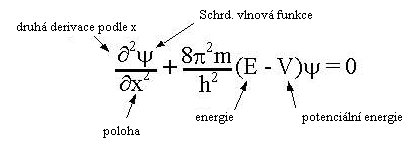 Schrd. vlnová funkce
druhá derivace podle x
∂²ψ/∂x² + 8π²m/h² (E - V)ψ = 0
poloha
energie
potenciální energie